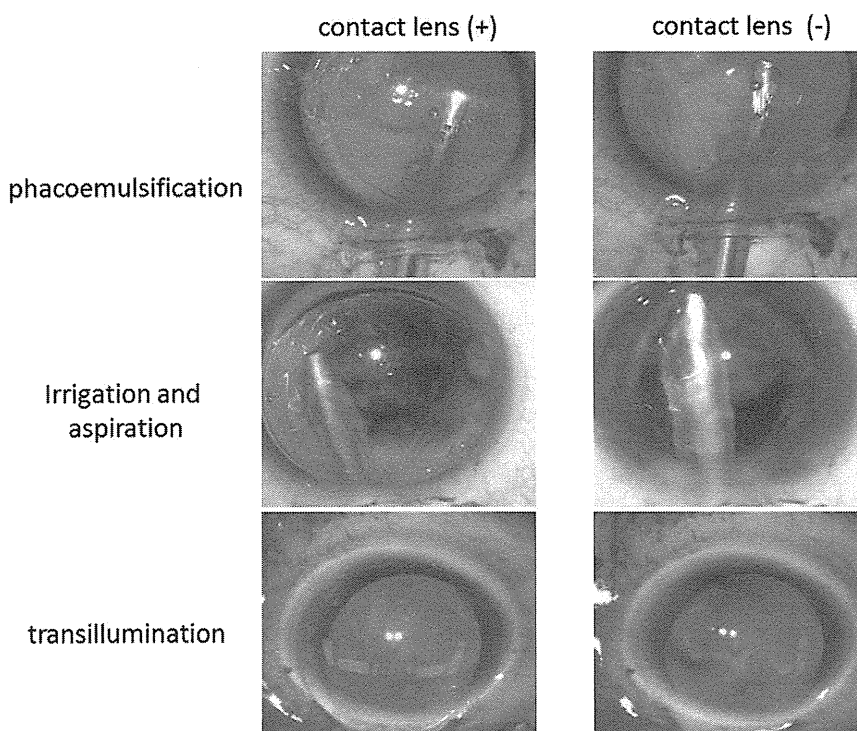 contact lens (+)
contact lens (-)
phacoemulsification
Irrigation and
aspiration
transillumination